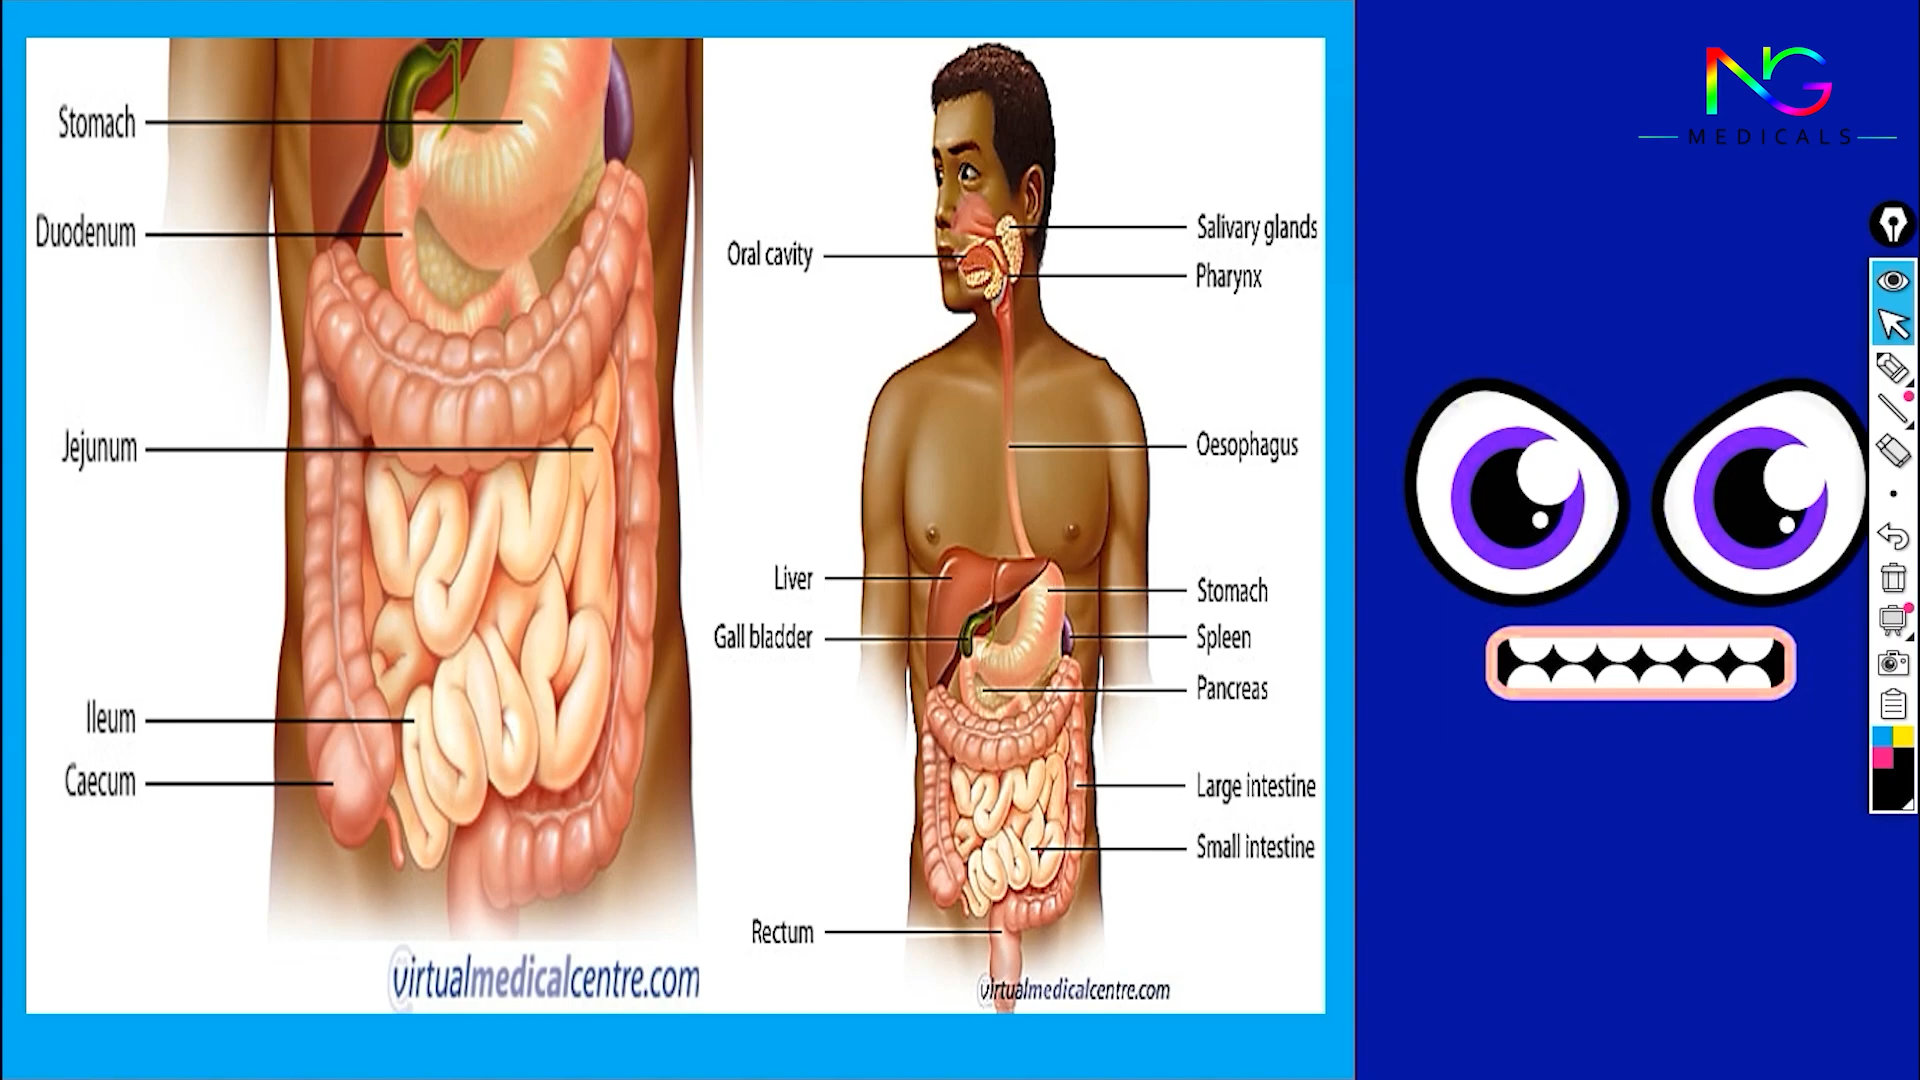 Stomach
Duodenum
Jejunum
Ileum
Caecum
virtualmedicalcentre.com
Oral cavity
Liver
Gall bladder
Rectum
Salivary glands
Pharynx
Oesophagus
Stomach
Spleen
Pancreas
Large intestine
Small intestine
virtualmedicalcentre.com
NG
MEDICALS